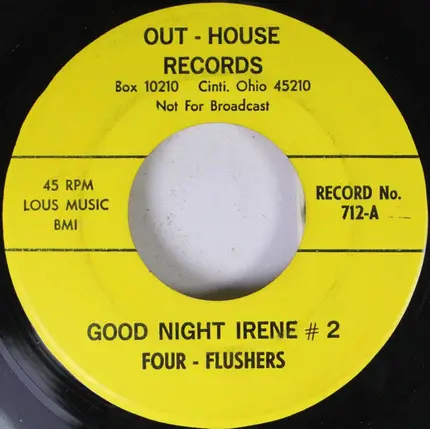 OUT - HOUSE
RECORDS
Box 10210 Cinti. Ohio 45210
Not For Broadcast
45 RPM
LOUS MUSIC
BMI
RECORD No.
712-A
GOOD NIGHT IRENE # 2
FOUR - FLUSHERS